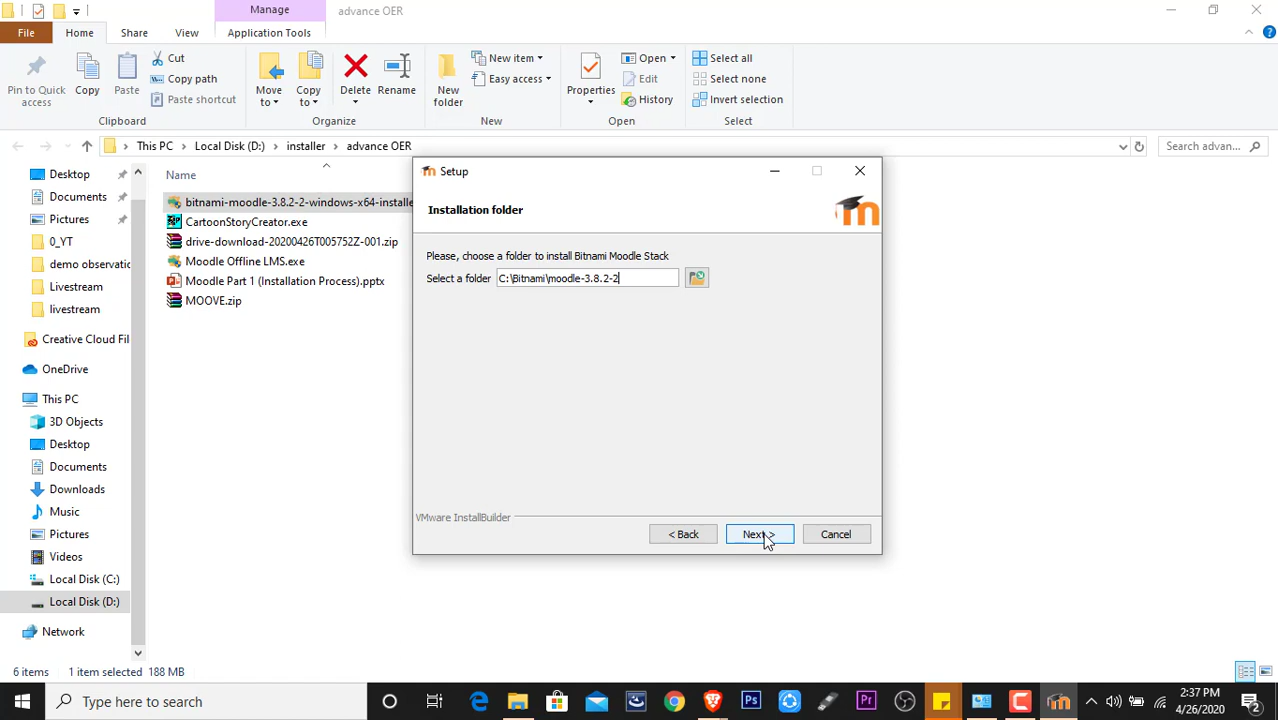 Manage
advance OER
File
Home
Share
View
Application Tools
Pin to Quick access
Copy
Paste
Cut
Copy path
Paste shortcut
Clipboard
Move to
Copy to
Delete
Rename
Organize
New folder
New item
Easy access
New
Properties
Open
Edit
History
Open
Select all
Select none
Invert selection
Select
This PC
Local Disk (D:)
installer
advance OER
Search advan...
Desktop
Documents
Pictures
0_YT
demo observatio
Livestream
livestream
Creative Cloud Fil
OneDrive
This PC
3D Objects
Desktop
Documents
Downloads
Music
Pictures
Videos
Local Disk (C:)
Local Disk (D:)
Network
Name
bitnami-moodle-3.8.2-2-windows-x64-installe
CartoonStoryCreator.exe
drive-download-20200426T005752Z-001.zip
Moodle Offline LMS.exe
Moodle Part 1 (Installation Process).pptx
MOOVE.zip
Setup
Installation folder
Please, choose a folder to install Bitnami Moodle Stack
Select a folder
C:\Bitnami\moodle-3.8.2-2
VMware InstallBuilder
< Back
Next >
Cancel
6 items
1 item selected 188 MB
Type here to search
Ps
Pr
2:37 PM
4/26/2020
2